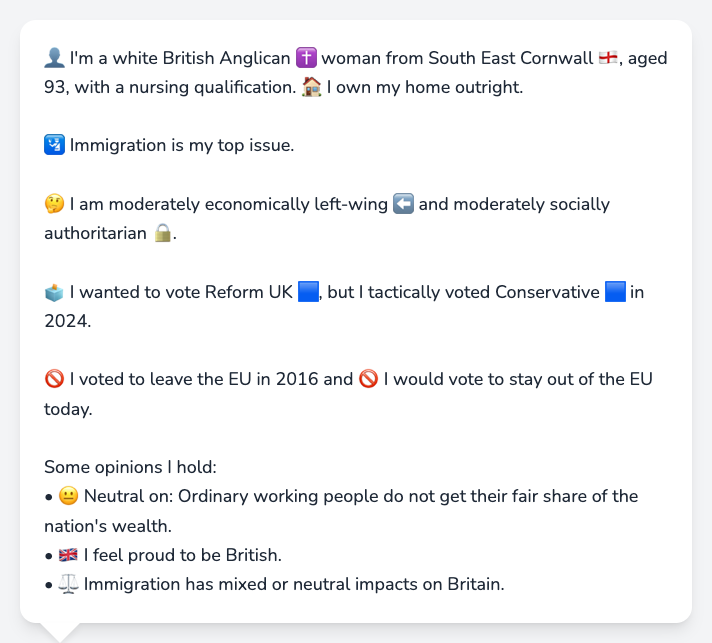 👤 I'm a white British Anglican ✝️ woman from South East Cornwall 🏴󠁧󠁢󠁥󠁮󠁧󠁿, aged
93, with a nursing qualification. 🏠 I own my home outright.
🛂 Immigration is my top issue.
🤔 I am moderately economically left-wing ⬅️ and moderately socially
authoritarian 🔒.
🗳️ I wanted to vote Reform UK 🟦, but I tactically voted Conservative 🟦 in
2024.
🚫 I voted to leave the EU in 2016 and 🚫 I would vote to stay out of the EU
today.
Some opinions I hold:
• 😐 Neutral on: Ordinary working people do not get their fair share of the
nation's wealth.
• 🇬🇧 I feel proud to be British.
• ⚖️ Immigration has mixed or neutral impacts on Britain.